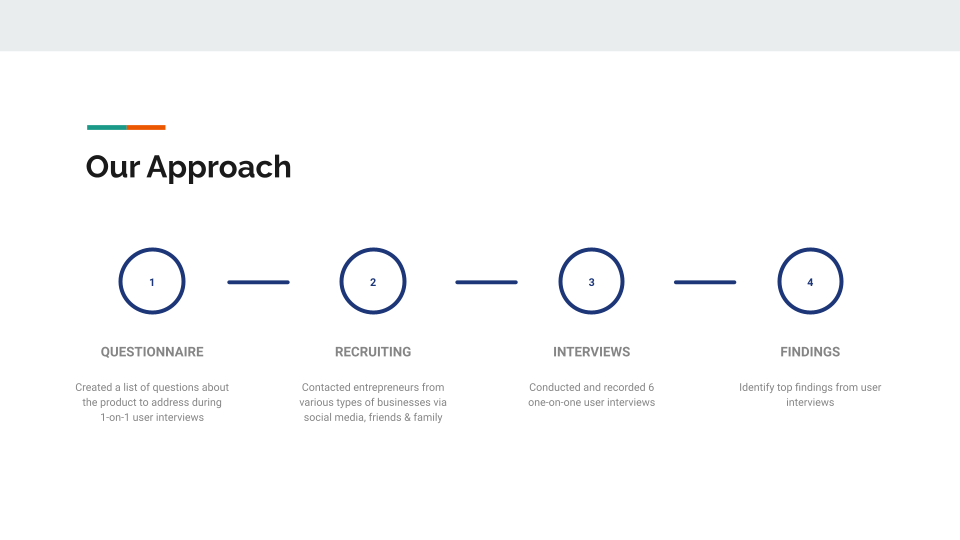 Our Approach
1
2
3
4
QUESTIONNAIRE
Created a list of questions about
the product to address during
1-on-1 user interviews
RECRUITING
Contacted entrepreneurs from
various types of businesses via
social media, friends & family
INTERVIEWS
Conducted and recorded 6
one-on-one user interviews
FINDINGS
Identify top findings from user
interviews